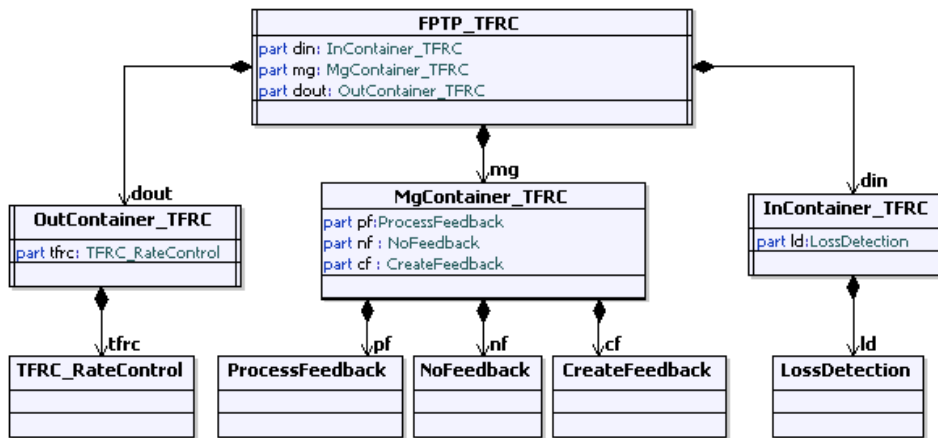 FPTP_TFRC
part din: InContainer_TFRC
part mg: MgContainer_TFRC
part dout: OutContainer_TFRC
dout
mg
din
OutContainer_TFRC
part tfrc: TFRC_RateControl
MgContainer_TFRC
part pf:ProcessFeedback
part nf : NoFeedback
part cf : CreateFeedback
InContainer_TFRC
part ld:LossDetection
tfrc
pf
nf
cf
ld
TFRC_RateControl
ProcessFeedback
NoFeedback
CreateFeedback
LossDetection